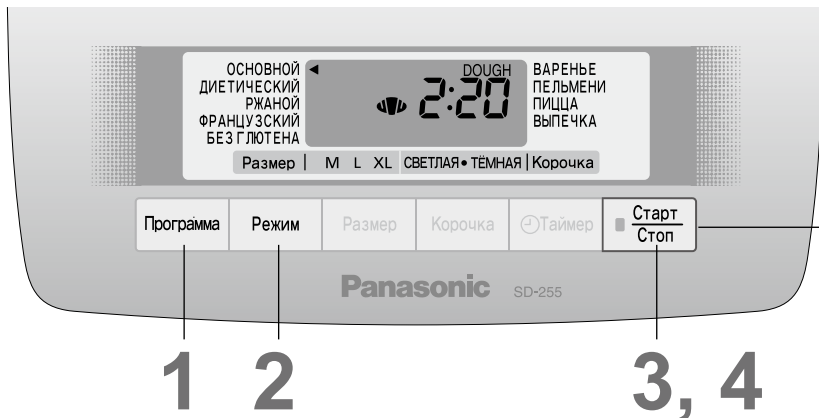 ОСНОВНОЙ ◄
ДИЕТИЧЕСКИЙ
РЖАНОЙ
ФРАНЦУЗСКИЙ
БЕЗ ГЛЮТЕНА
DOUGH
2:20
ВАРЕНЬЕ
ПЕЛЬМЕНИ
ПИЦЦА
ВЫПЕЧКА
Размер | M L XL СВЕТЛАЯ • ТЁМНАЯ | Корочка
Программа Режим Размер Корочка Таймер Старт
Стоп
Panasonic SD-255
1 2 3, 4